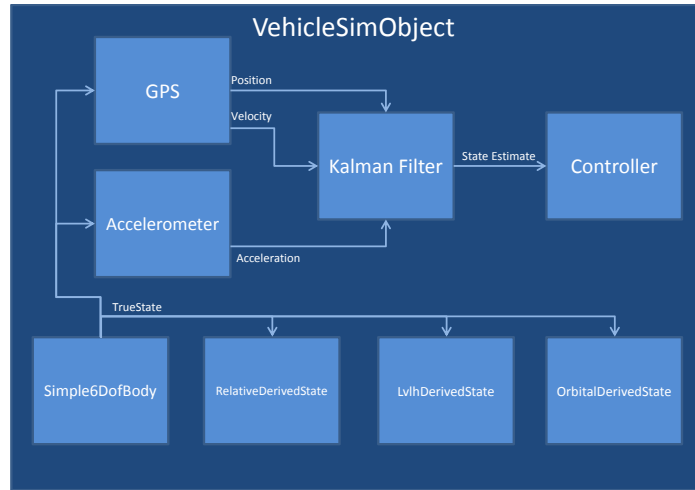 VehicleSimObject
GPS
Position
Velocity
Kalman Filter
State Estimate
Controller
Accelerometer
Acceleration
TrueState
Simple6DofBody
RelativeDerivedState
LvlhDerivedState
OrbitalDerivedState